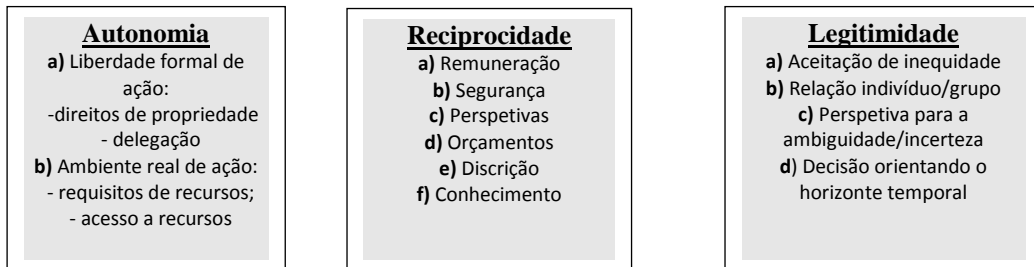 Autonomia
a) Liberdade formal de
ação:
-direitos de propriedade
- delegação
b) Ambiente real de ação:
- requisitos de recursos;
- acesso a recursos
Reciprocidade
a) Remuneração
b) Segurança
c) Perspetivas
d) Orçamentos
e) Discrição
f) Conhecimento
Legitimidade
a) Aceitação de inequidade
b) Relação indivíduo/grupo
c) Perspetiva para a
ambiguidade/incerteza
d) Decisão orientando o
horizonte temporal